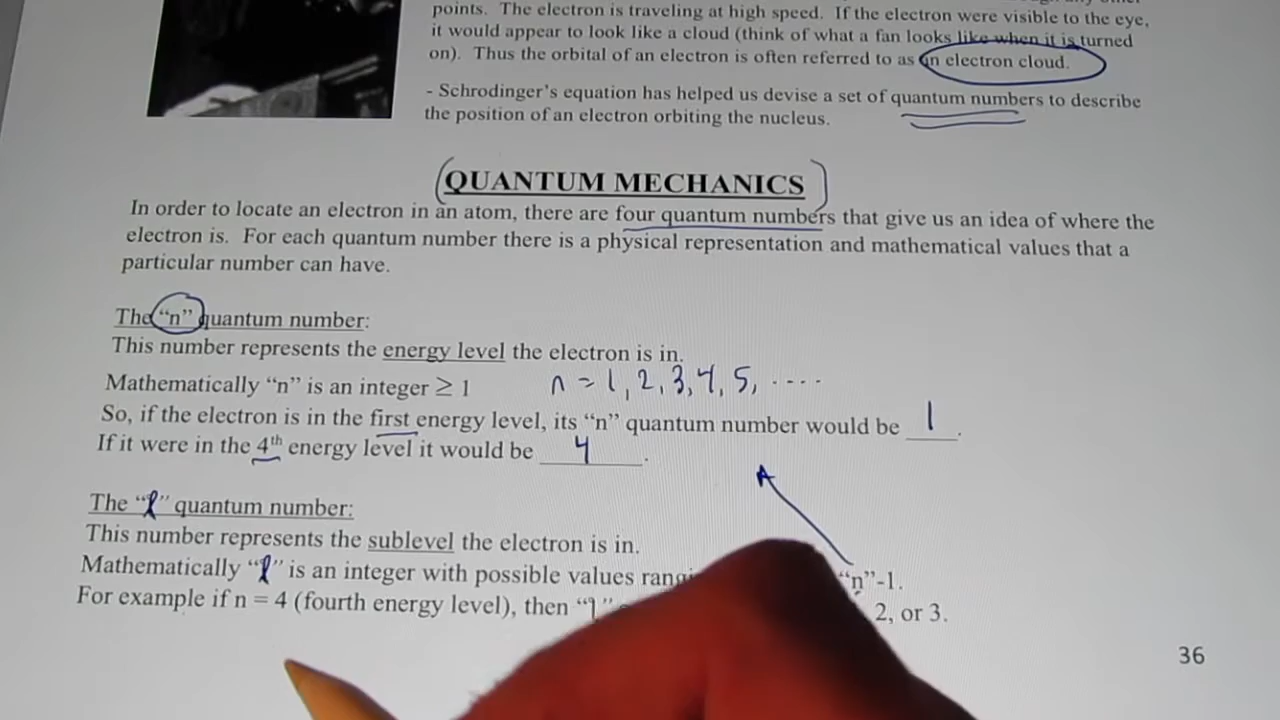 points. The electron is traveling at high speed. If the electron were visible to the eye,
it would appear to look like a cloud (think of what a fan looks like when it is turned
on). Thus the orbital of an electron is often referred to as an electron cloud.
- Schrodinger's equation has helped us devise a set of quantum numbers to describe
the position of an electron orbiting the nucleus.
QUANTUM MECHANICS
In order to locate an electron in an atom, there are four quantum numbers that give us an idea of where the
electron is. For each quantum number there is a physical representation and mathematical values that a
particular number can have.
The "n" quantum number:
This number represents the energy level the electron is in.
Mathematically "n" is an integer ≥ 1 n = 1, 2, 3, 4, 5, ....
So, if the electron is in the first energy level, its "n" quantum number would be 1.
If it were in the 4th energy level it would be 4.
The "l" quantum number:
This number represents the sublevel the electron is in.
Mathematically "l" is an integer with possible values "n"-1.
For example if n = 4 (fourth energy level), then "l" 2, or 3.
36